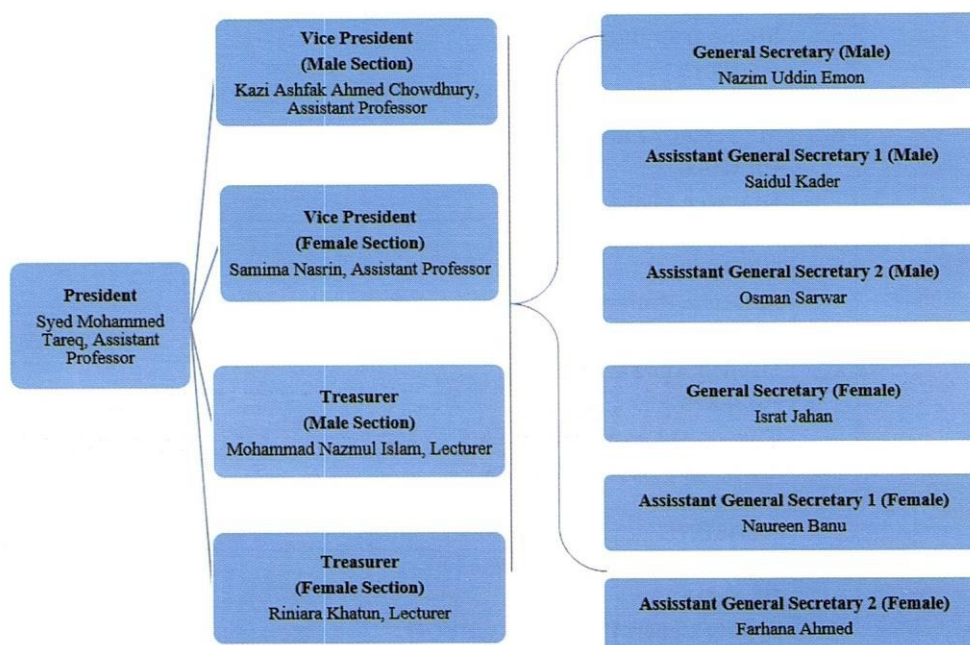 President
Syed Mohammed
Tareq, Assistant
Professor
Vice President
(Male Section)
Kazi Ashfak Ahmed Chowdhury,
Assistant Professor
Vice President
(Female Section)
Samima Nasrin, Assistant Professor
Treasurer
(Male Section)
Mohammad Nazmul Islam, Lecturer
Treasurer
(Female Section)
Riniara Khatun, Lecturer
General Secretary (Male)
Nazim Uddin Emon
Assisstant General Secretary 1 (Male)
Saidul Kader
Assisstant General Secretary 2 (Male)
Osman Sarwar
General Secretary (Female)
Israt Jahan
Assisstant General Secretary 1 (Female)
Naureen Banu
Assisstant General Secretary 2 (Female)
Farhana Ahmed